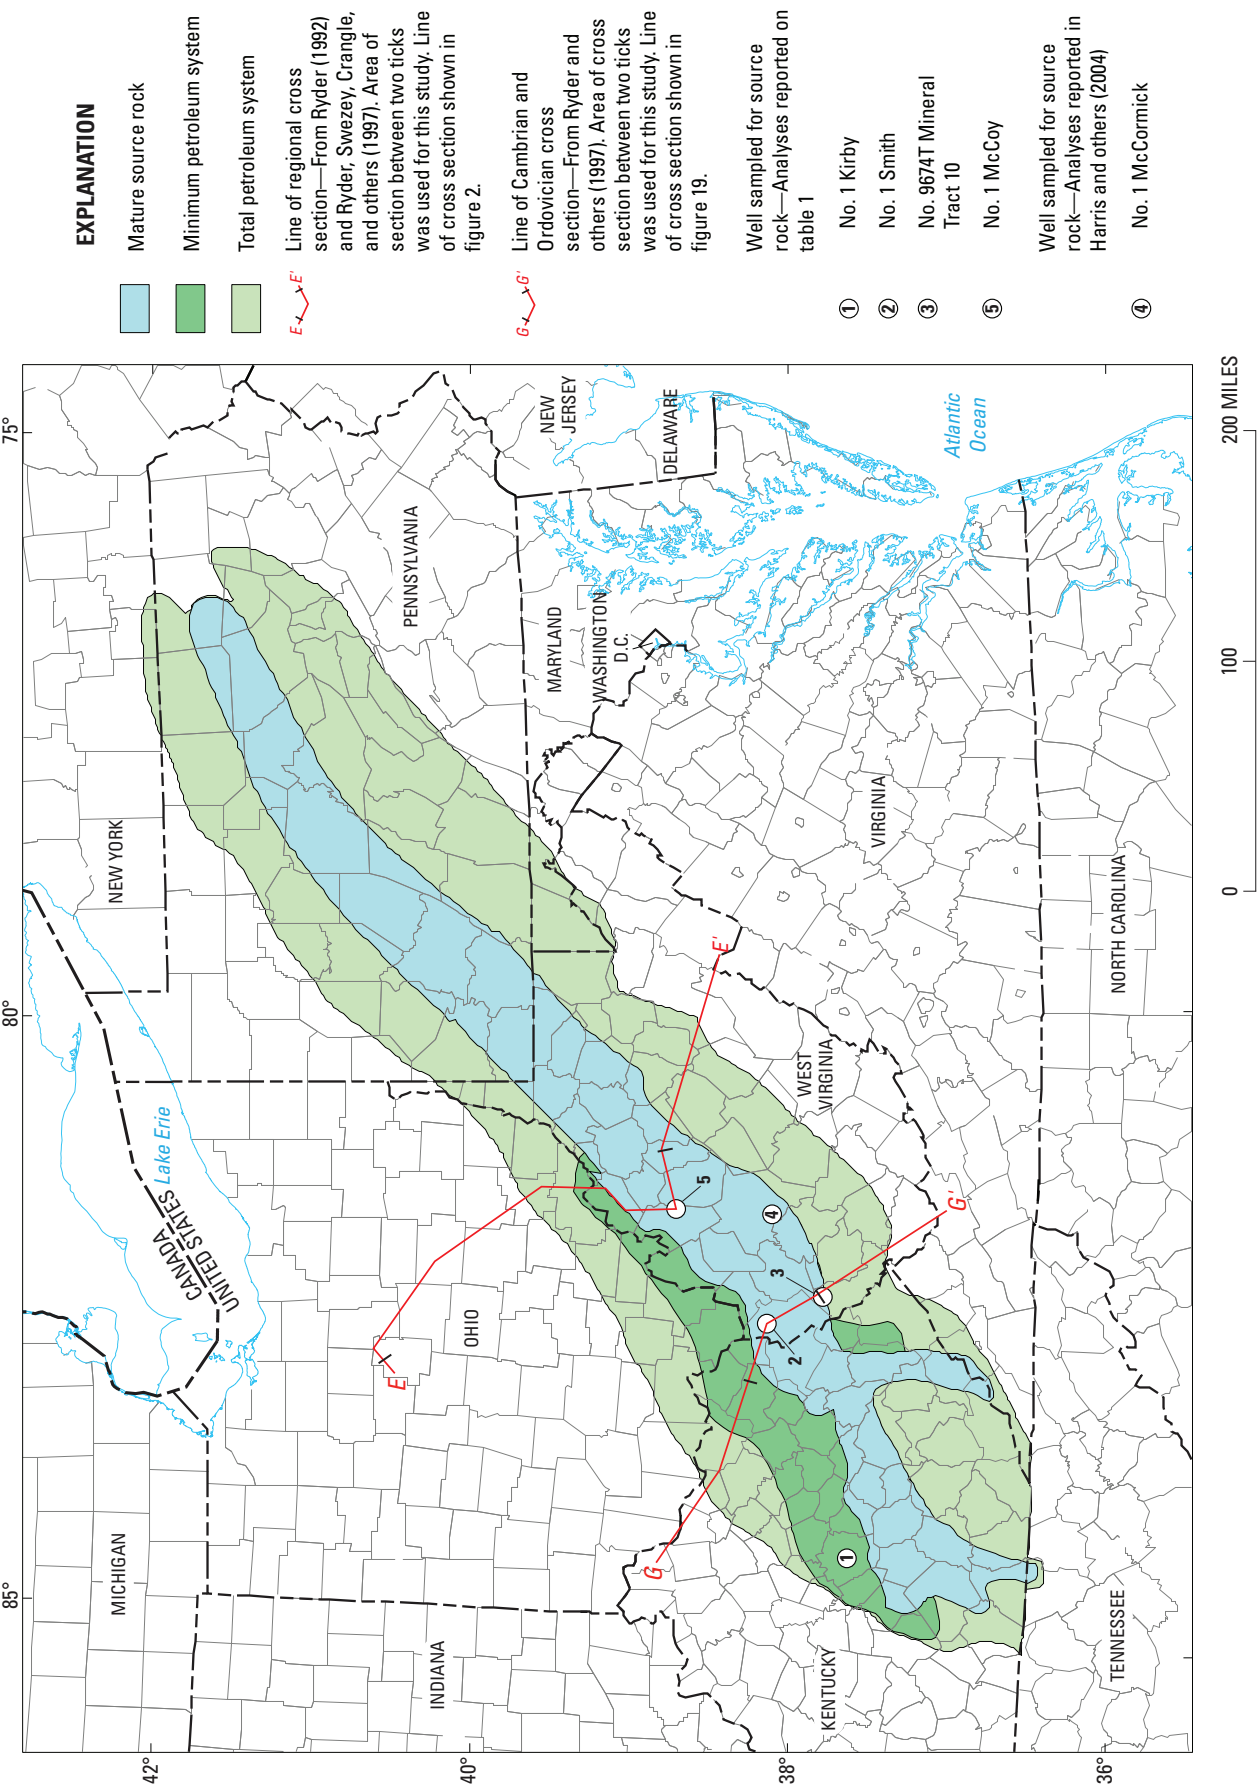 EXPLANATION
Mature source rock
Minimum petroleum system
Total petroleum system
E E'
Line of regional cross
section—From Ryder (1992)
and Ryder, Swezey, Crangle,
and others (1997). Area of
section between two ticks
was used for this study. Line
of cross section shown in
figure 2.
G G'
Line of Cambrian and
Ordovician cross
section—From Ryder and
others (1997). Area of cross
section between two ticks
was used for this study. Line
of cross section shown in
figure 19.
Well sampled for source
rock—Analyses reported on
table 1
1 No. 1 Kirby
2 No. 1 Smith
3 No. 9674T Mineral
Tract 10
5 No. 1 McCoy
Well sampled for source
rock—Analyses reported in
Harris and others (2004)
4 No. 1 McCormick
85°
80°
75°
42°
40°
38°
36°
MICHIGAN
CANADA
UNITED STATES
Lake Erie
NEW YORK
INDIANA
OHIO
PENNSYLVANIA
NEW
JERSEY
E
E'
G
G'
MARYLAND
WASHINGTON
D.C.
DELAWARE
WEST
VIRGINIA
VIRGINIA
Atlantic
Ocean
KENTUCKY
TENNESSEE
NORTH CAROLINA
1
2
3
4
5
0 100 200 MILES